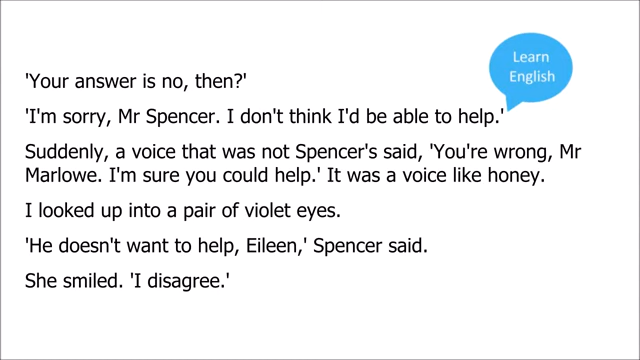 Learn
English
'Your answer is no, then?'
'I'm sorry, Mr Spencer. I don't think I'd be able to help.'
Suddenly, a voice that was not Spencer's said, 'You're wrong, Mr
Marlowe. I'm sure you could help.' It was a voice like honey.
I looked up into a pair of violet eyes.
'He doesn't want to help, Eileen,' Spencer said.
She smiled. 'I disagree.'